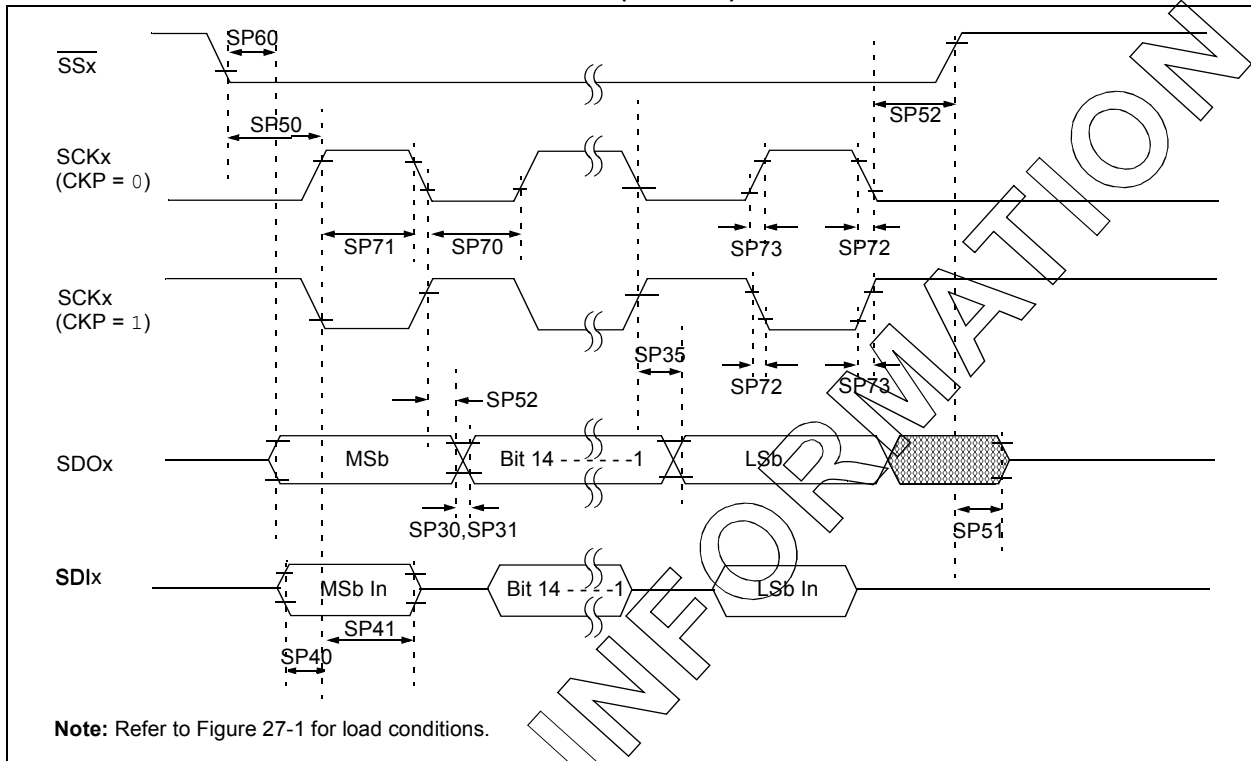 SP60
SSx
SP52
SP50
SCKx
(CKP = 0)
SP71
SP70
SP73
SP72
SCKx
(CKP = 1)
SP35
SP72
SP73
SP52
SDOx
MSb
Bit 14 - - - - - -1
LSb
SP30,SP31
SP51
SDIx
MSb In
Bit 14 - - - -1
LSb In
SP41
SP40
Note: Refer to Figure 27-1 for load conditions.
INFORMATION